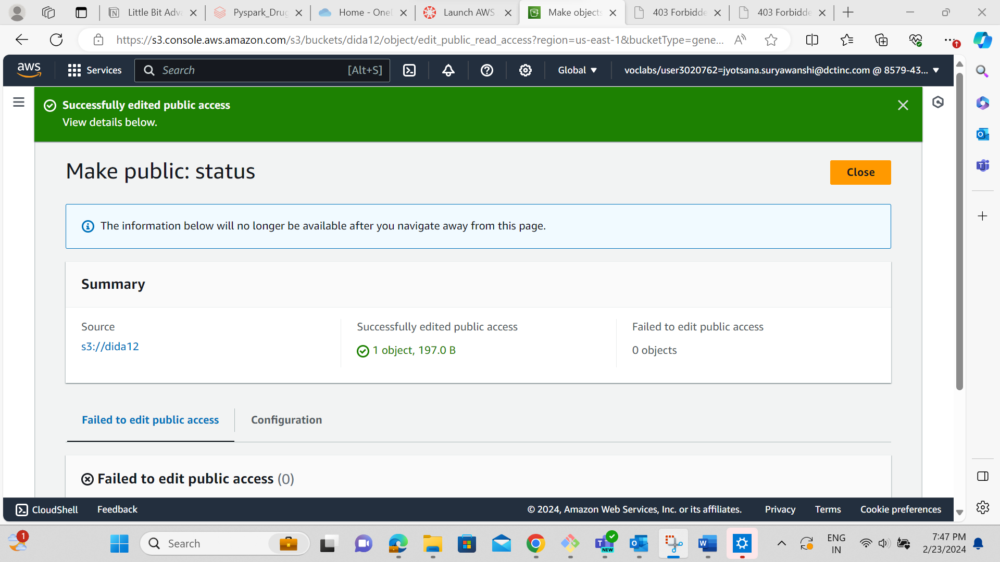 Little Bit Adva
Pyspark_Drug
Home - OneI
Launch AWS
Make objects
403 Forbidde
403 Forbidde
https://s3.console.aws.amazon.com/s3/buckets/dida12/object/edit_public_read_access?region=us-east-1&bucketType=gene...
aws
Services
Search
[Alt+S]
Global
voclabs/user3020762=jyotsana.suryawanshi@dctinc.com @ 8579-43...
Successfully edited public access
View details below.
Make public: status
Close
The information below will no longer be available after you navigate away from this page.
Summary
Source
s3://dida12
Successfully edited public access
1 object, 197.0 B
Failed to edit public access
0 objects
Failed to edit public access
Configuration
Failed to edit public access (0)
CloudShell
Feedback
© 2024, Amazon Web Services, Inc. or its affiliates.
Privacy
Terms
Cookie preferences
1
Search
NEW
ENG
IN
7:47 PM
2/23/2024